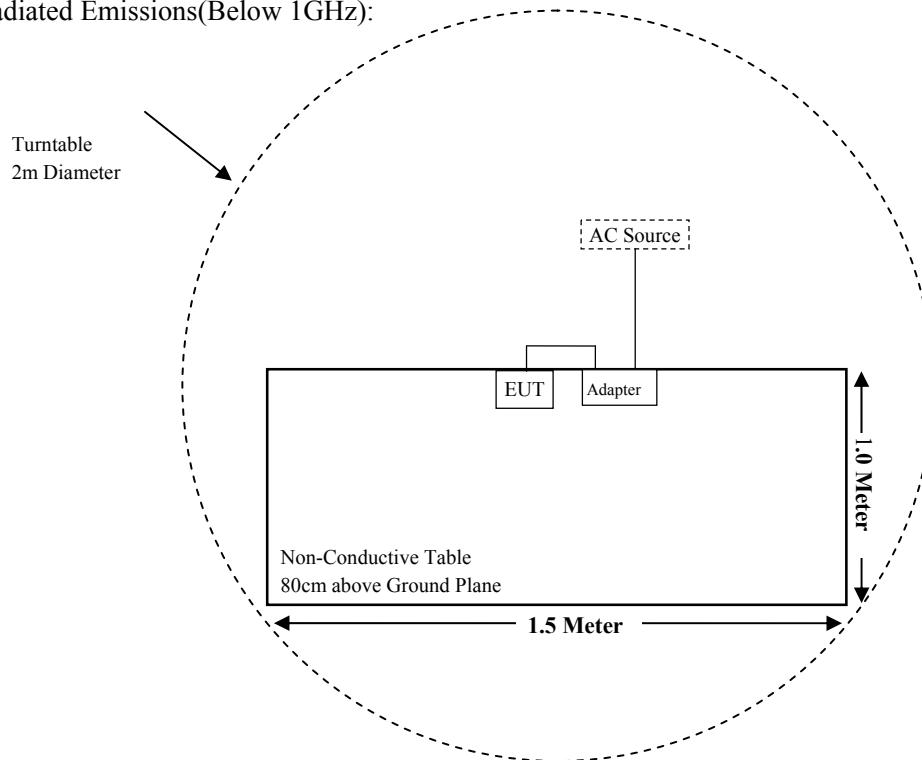 adiated Emissions(Below 1GHz):
Turntable
2m Diameter
AC Source
EUT
Adapter
1.0 Meter
Non-Conductive Table
80cm above Ground Plane
1.5 Meter